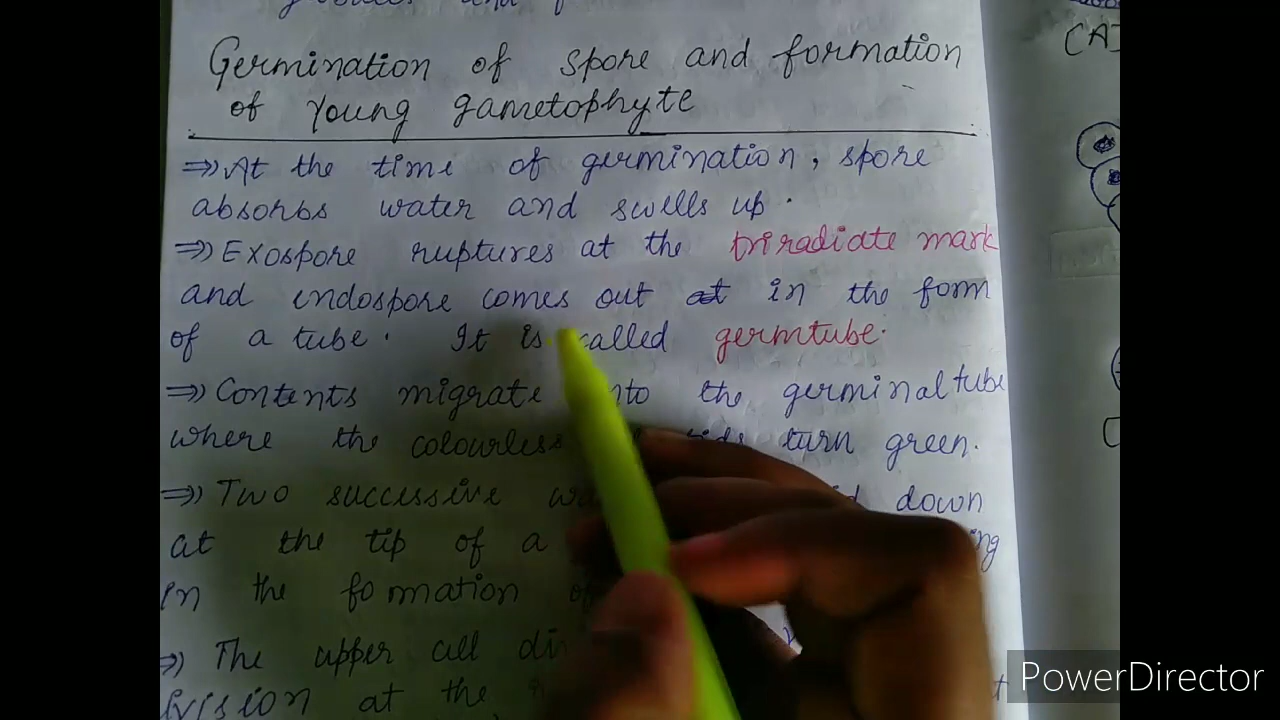 Germination of spore and formation
of young gametophyte
⇒) At the time of germination, spore
absorbs water and swells up.
⇒) Exospore ruptures at the triradiate mark
and endospore comes out at in the form
of a tube. It is called germtube.
⇒) Contents migrate into the germinal tube
where the colourless turn green.
⇒) Two successive down
at the tip of a
in the formation
⇒) The upper cell
at the
[A]
PowerDirector